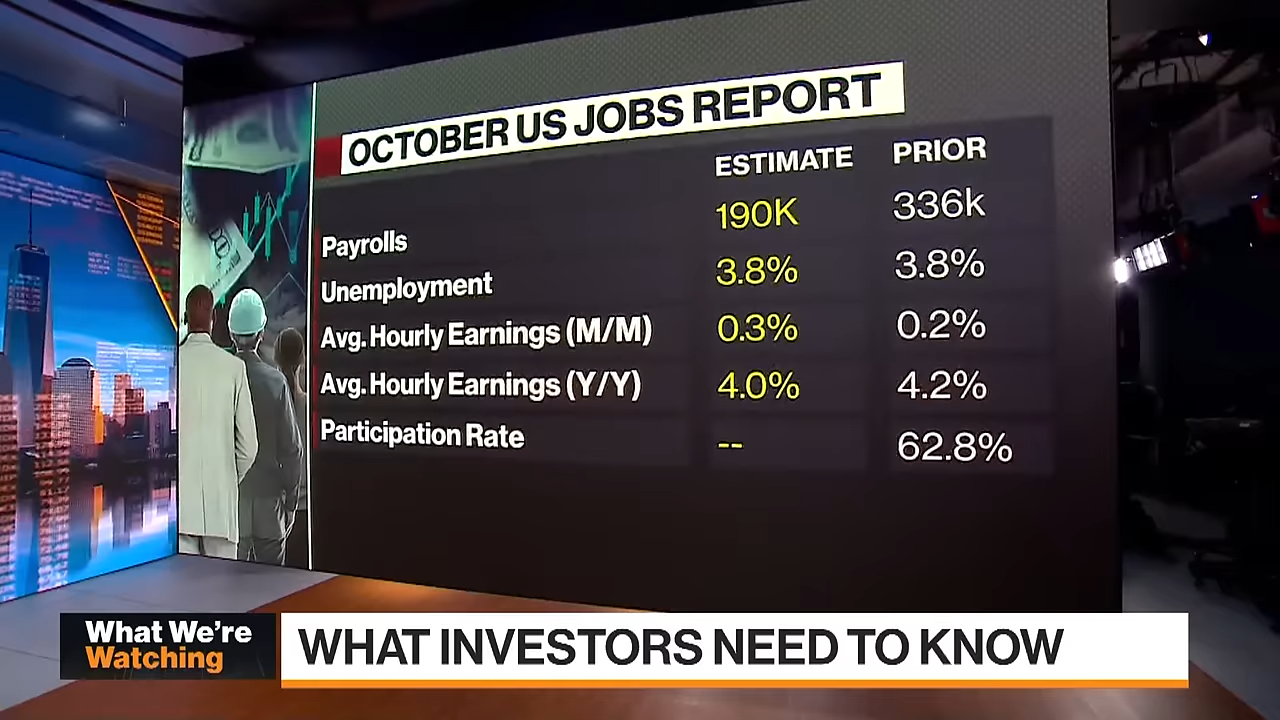 OCTOBER US JOBS REPORT
ESTIMATE PRIOR
Payrolls 190K 336k
Unemployment 3.8% 3.8%
Avg. Hourly Earnings (M/M) 0.3% 0.2%
Avg. Hourly Earnings (Y/Y) 4.0% 4.2%
Participation Rate -- 62.8%
What We're
Watching
WHAT INVESTORS NEED TO KNOW